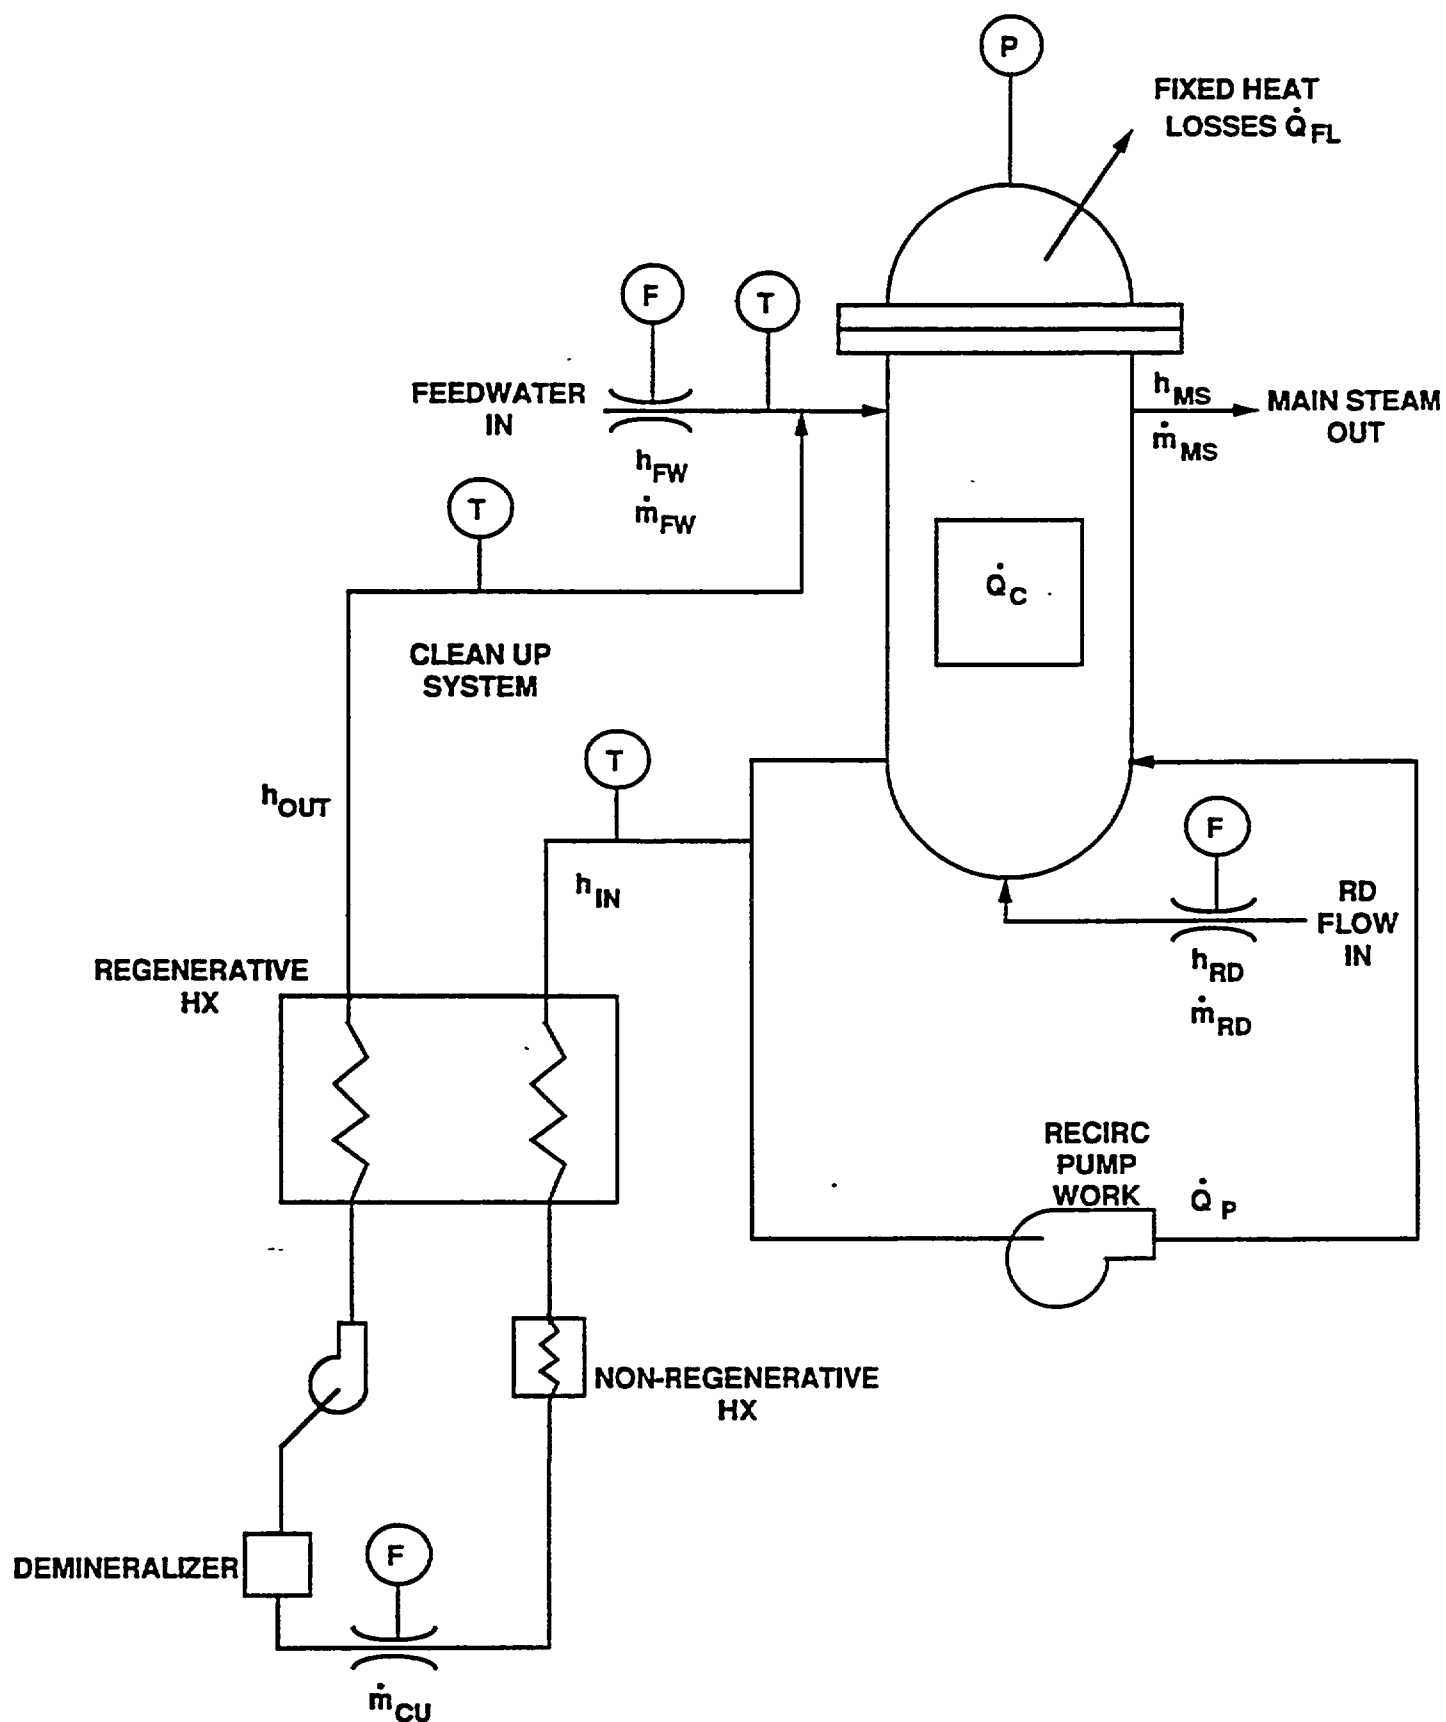 P
FIXED HEAT
LOSSES Q̇FL
F
T
FEEDWATER
IN
hFW
ṁFW
hMS
ṁMS
MAIN STEAM
OUT
T
Q̇C
CLEAN UP
SYSTEM
T
hOUT
hIN
F
RD
FLOW
IN
hRD
ṁRD
REGENERATIVE
HX
RECIRC
PUMP
WORK
Q̇P
NON-REGENERATIVE
HX
DEMINERALIZER
F
ṁCU